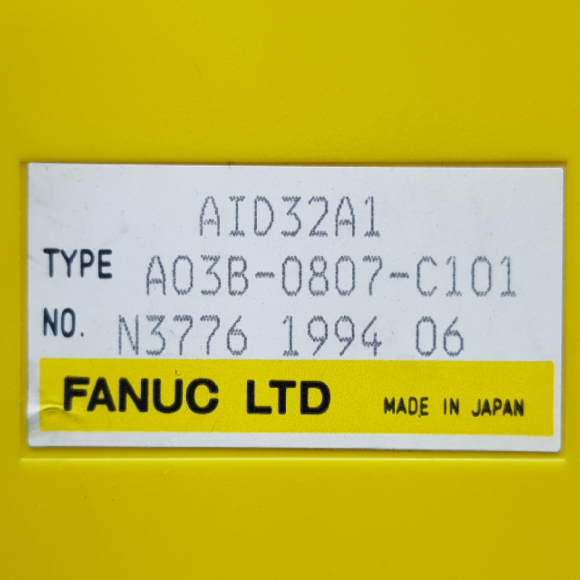 AID32A1
TYPE A03B-0807-C101
NO. N3776 1994 06
FANUC LTD MADE IN JAPAN